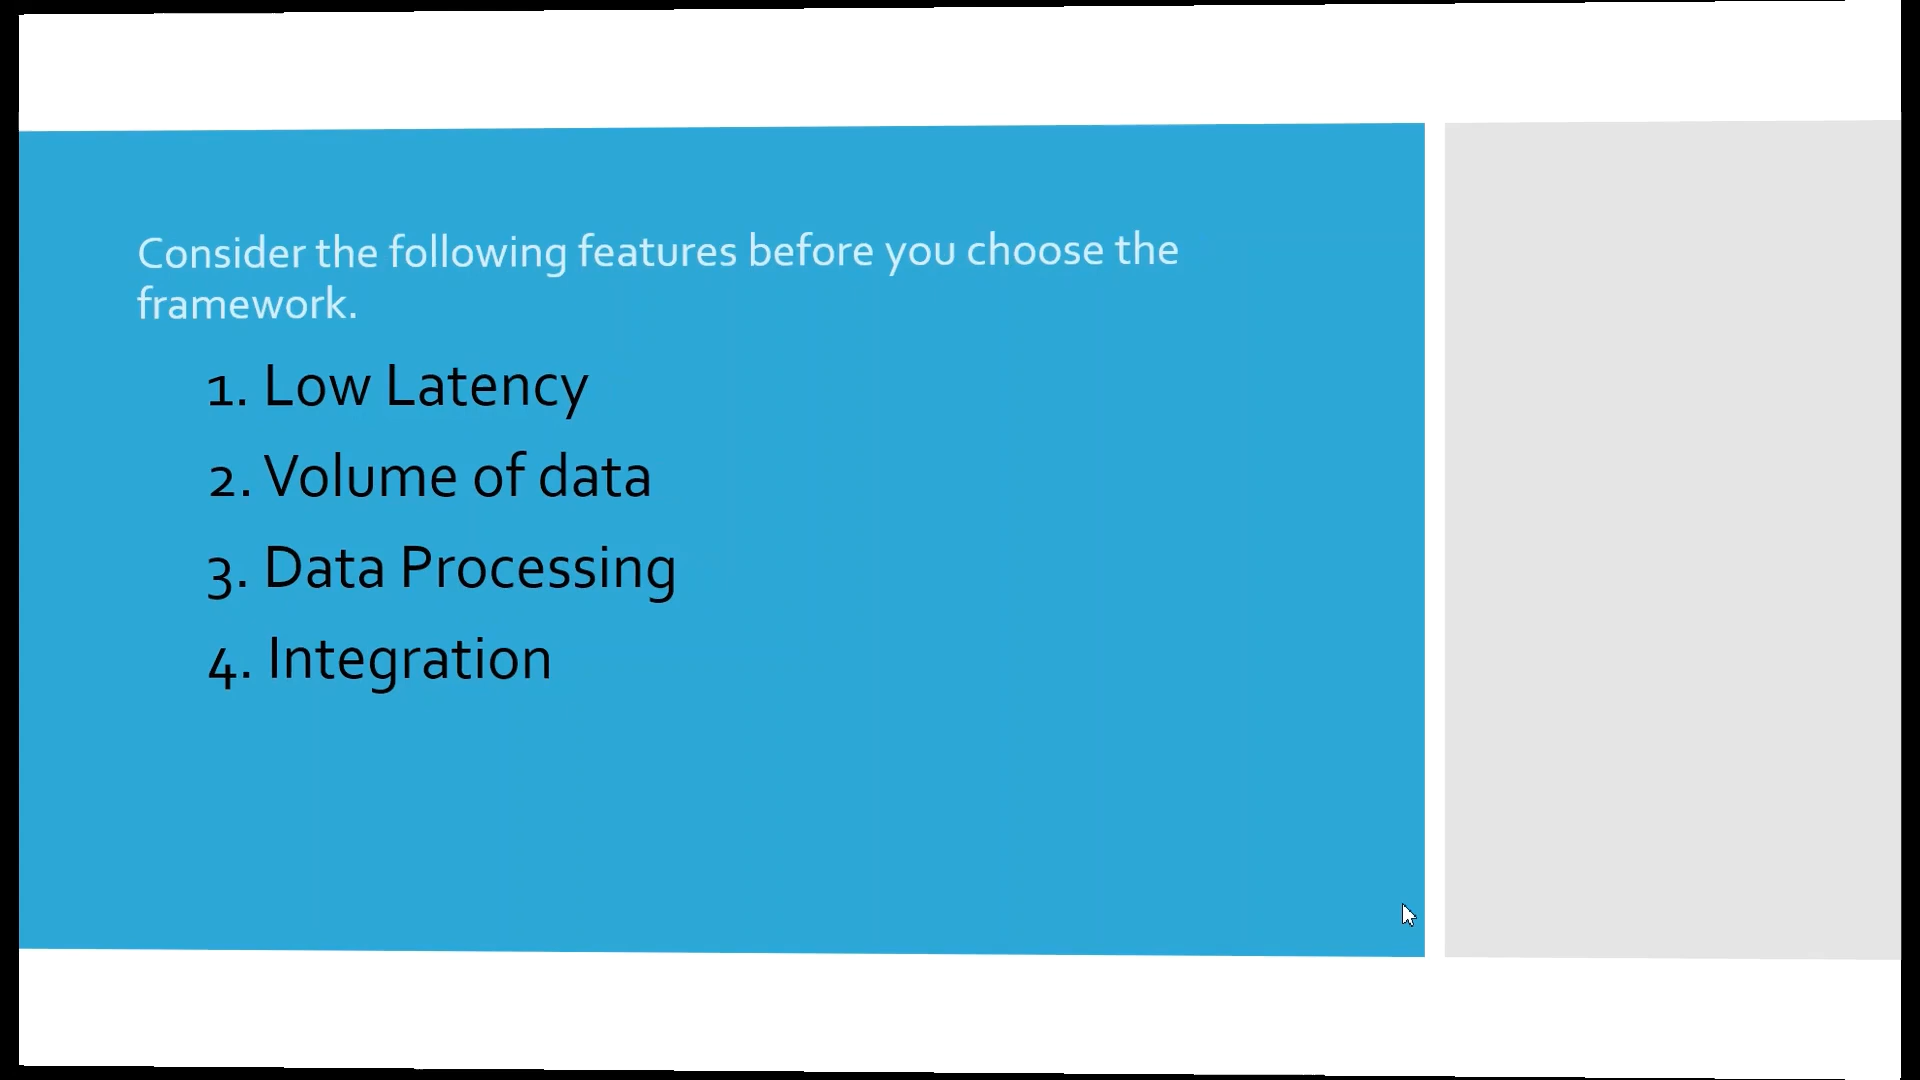 Consider the following features before you choose the
framework.
1. Low Latency
2. Volume of data
3. Data Processing
4. Integration